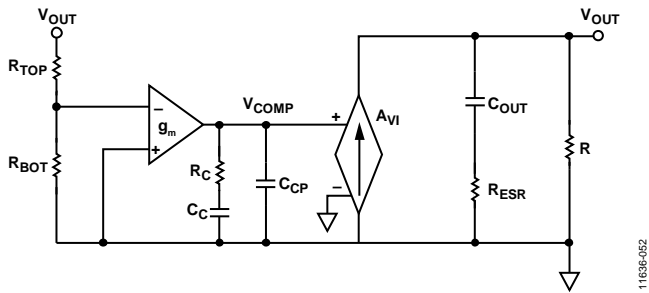 VOUT
RTOP
RBOT
−
gm
+
VCOMP
RC
CC
CCP
+
AVI
−
COUT
RESR
VOUT
R
11636-052